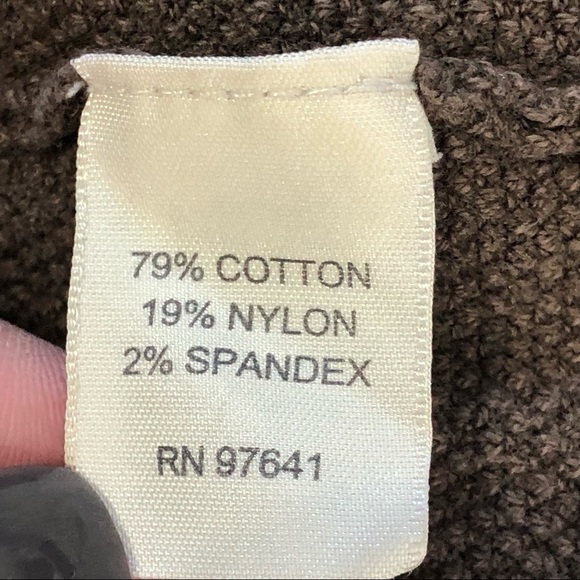 79% COTTON
19% NYLON
2% SPANDEX
RN 97641